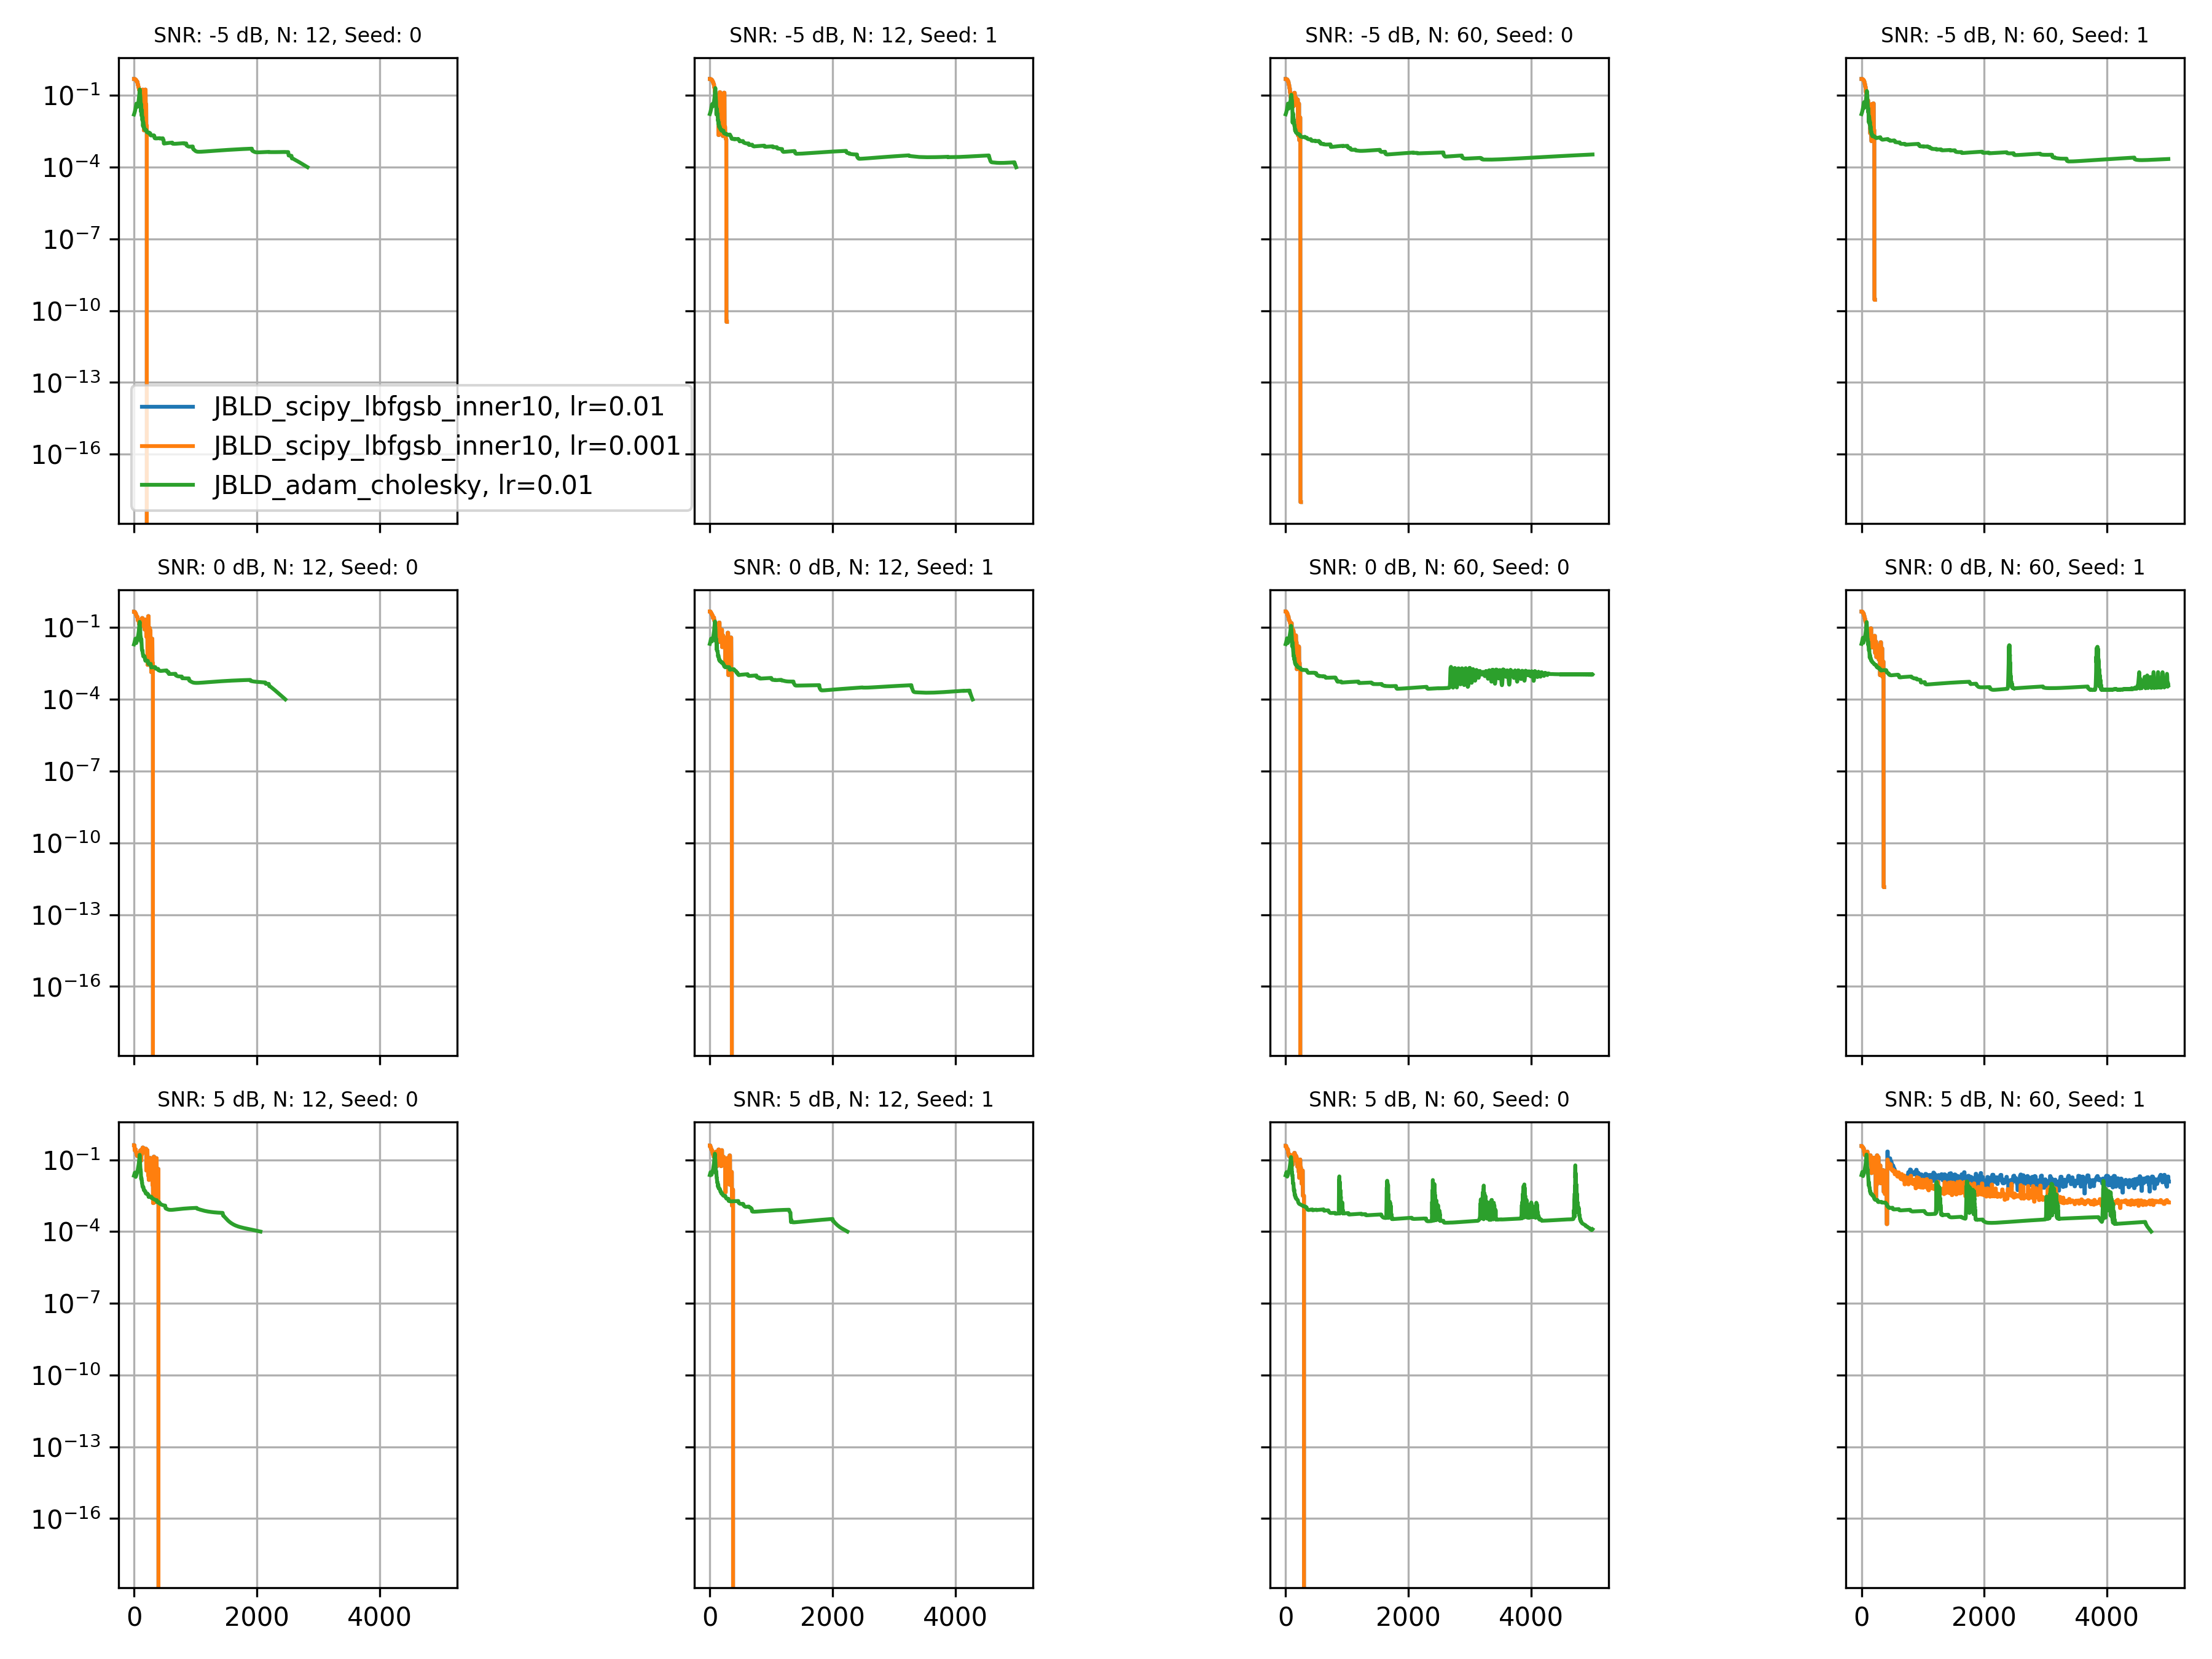 SNR: -5 dB, N: 12, Seed: 0
SNR: -5 dB, N: 12, Seed: 1
SNR: -5 dB, N: 60, Seed: 0
SNR: -5 dB, N: 60, Seed: 1
10⁻¹
10⁻⁴
10⁻⁷
10⁻¹⁰
10⁻¹³
10⁻¹⁶
JBLD_scipy_lbfgsb_inner10, lr=0.01
JBLD_scipy_lbfgsb_inner10, lr=0.001
JBLD_adam_cholesky, lr=0.01
SNR: 0 dB, N: 12, Seed: 0
SNR: 0 dB, N: 12, Seed: 1
SNR: 0 dB, N: 60, Seed: 0
SNR: 0 dB, N: 60, Seed: 1
10⁻¹
10⁻⁴
10⁻⁷
10⁻¹⁰
10⁻¹³
10⁻¹⁶
SNR: 5 dB, N: 12, Seed: 0
SNR: 5 dB, N: 12, Seed: 1
SNR: 5 dB, N: 60, Seed: 0
SNR: 5 dB, N: 60, Seed: 1
10⁻¹
10⁻⁴
10⁻⁷
10⁻¹⁰
10⁻¹³
10⁻¹⁶
0 2000 4000
0 2000 4000
0 2000 4000
0 2000 4000